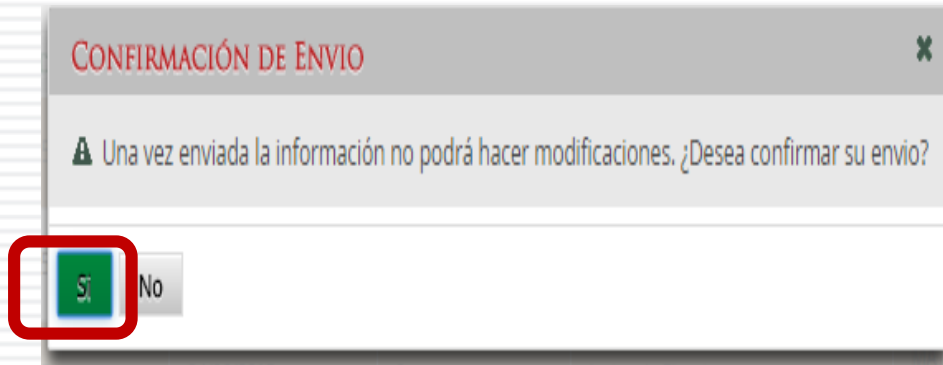 CONFIRMACIÓN DE ENVIO
Una vez enviada la información no podrá hacer modificaciones. ¿Desea confirmar su envio?
Si No